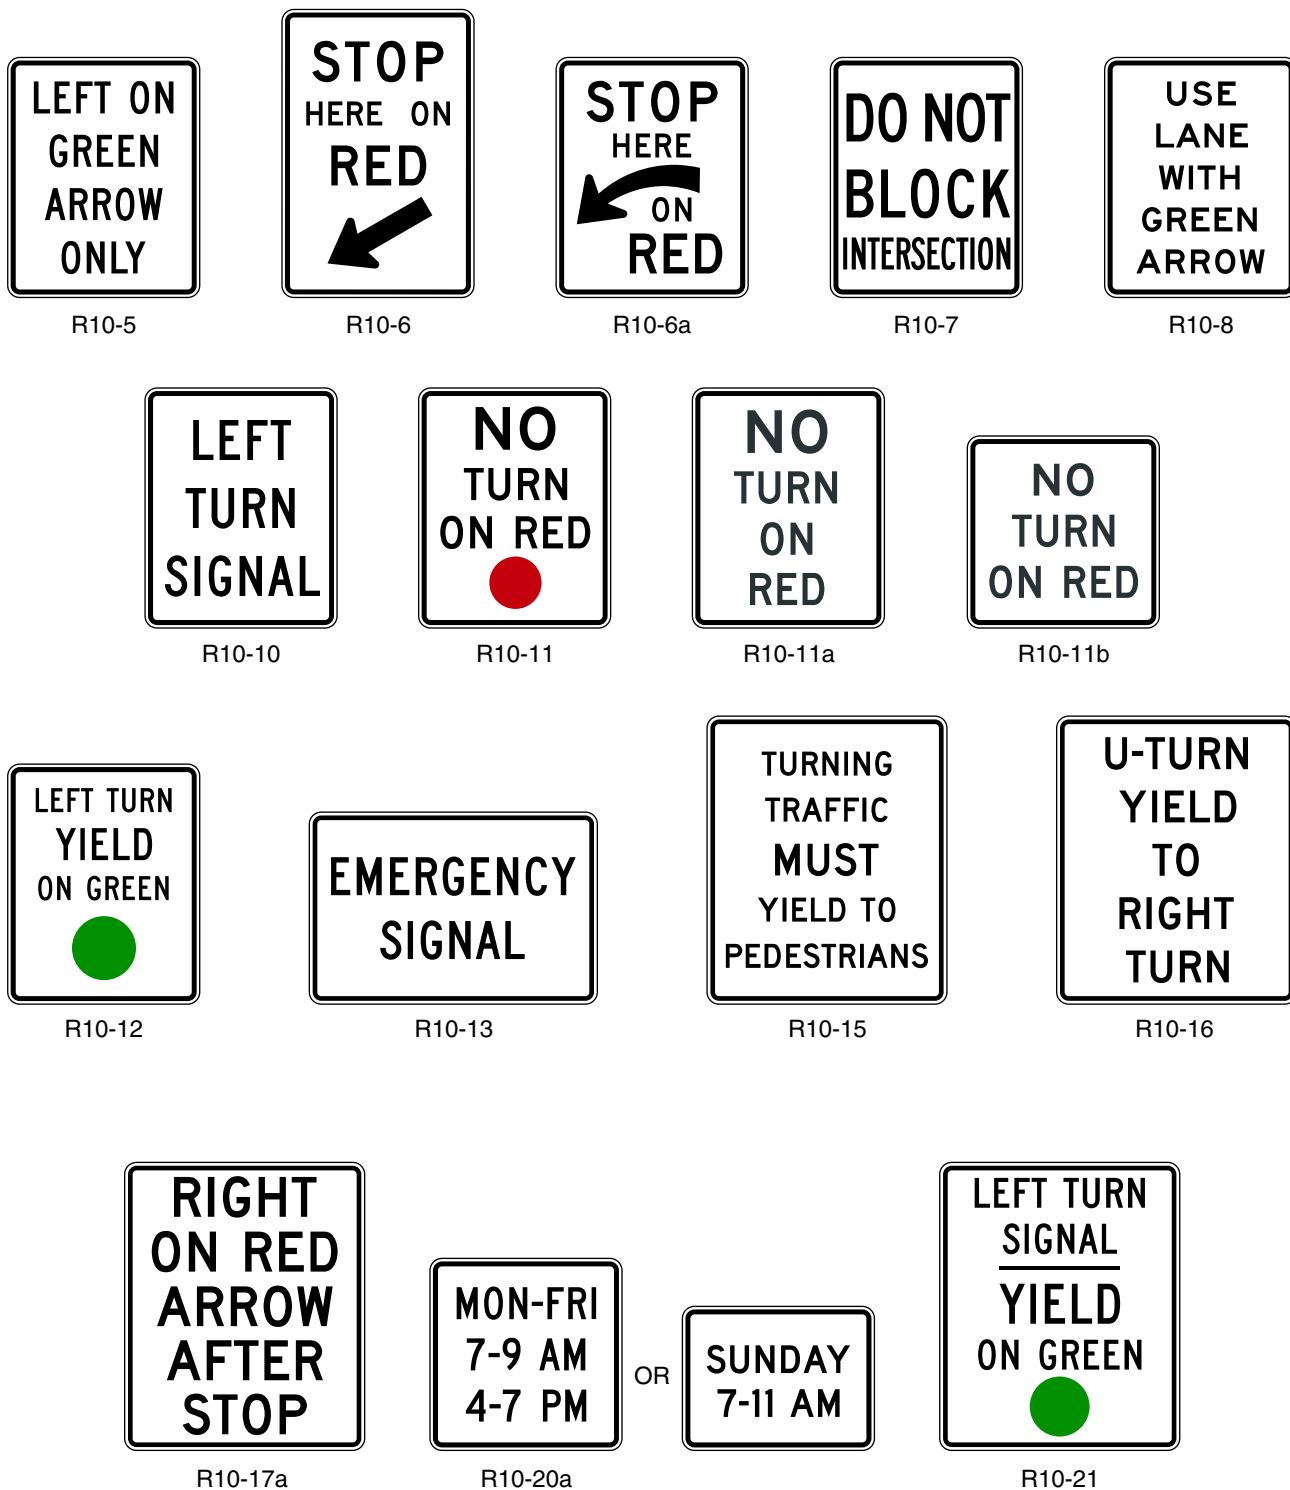 LEFT ON
GREEN
ARROW
ONLY
R10-5
STOP
HERE ON
RED
R10-6
STOP
HERE
ON
RED
R10-6a
DO NOT
BLOCK
INTERSECTION
R10-7
USE
LANE
WITH
GREEN
ARROW
R10-8
LEFT
TURN
SIGNAL
R10-10
NO
TURN
ON RED
R10-11
NO
TURN
ON
RED
R10-11a
NO
TURN
ON RED
R10-11b
LEFT TURN
YIELD
ON GREEN
R10-12
EMERGENCY
SIGNAL
R10-13
TURNING
TRAFFIC
MUST
YIELD TO
PEDESTRIANS
R10-15
U-TURN
YIELD
TO
RIGHT
TURN
R10-16
RIGHT
ON RED
ARROW
AFTER
STOP
R10-17a
MON-FRI
7-9 AM
4-7 PM
OR
SUNDAY
7-11 AM
R10-20a
LEFT TURN
SIGNAL
YIELD
ON GREEN
R10-21